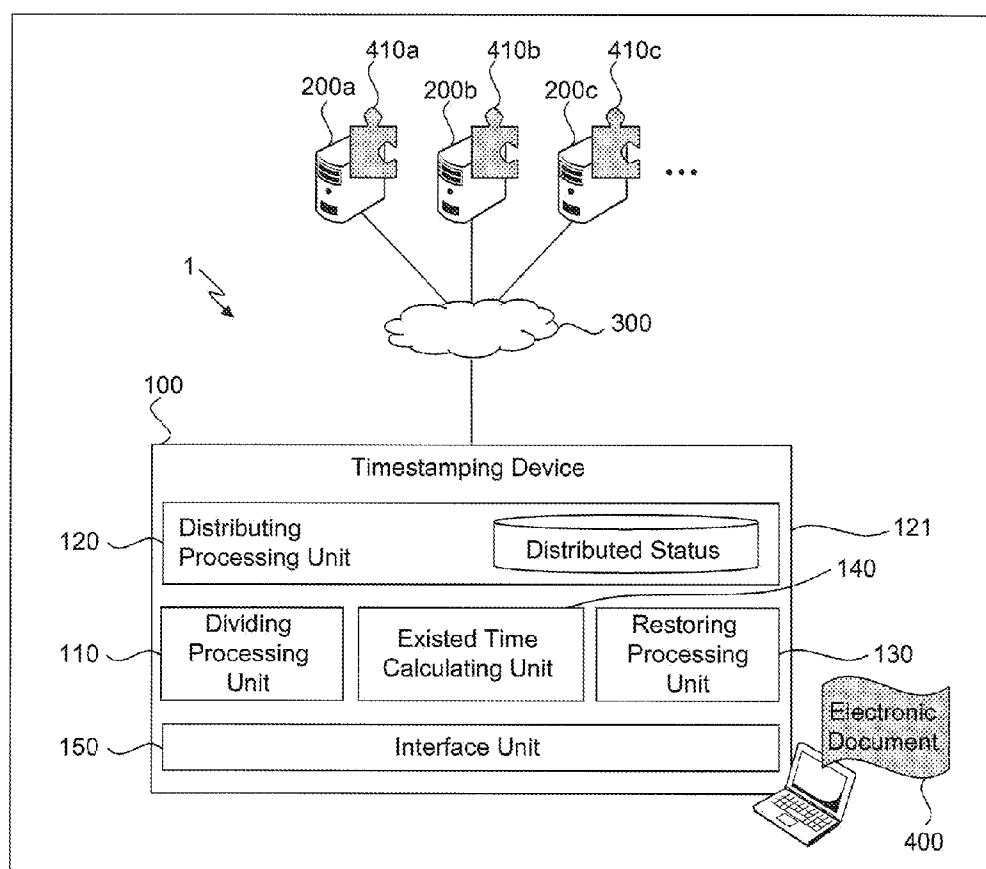 410a 410b 410c
200a 200b 200c
...
1
300
100
Timestamping Device
120
Distributing
Processing Unit
Distributed Status
121
140
110
Dividing
Processing
Unit
Existed Time
Calculating Unit
Restoring
Processing
Unit
130
150
Interface Unit
Electronic
Document
400